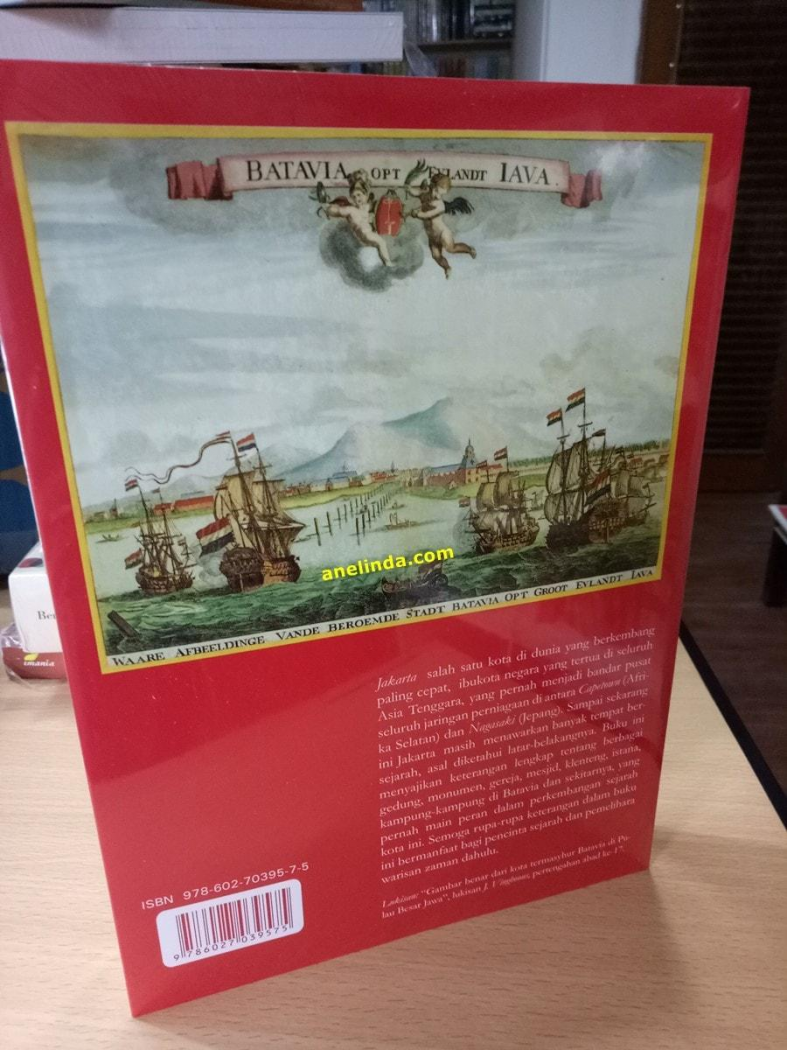 BATAVIA OPT EYLANDT IAVA.
anelinda.com
WAARE AFBEELDINGE VANDE BEROEMDE STADT BATAVIA OPT GROOT EYLANDT IAVA
Jakarta salah satu kota di dunia yang berkembang
paling cepat, ibukota negara yang tertua di seluruh
Asia Tenggara, yang pernah menjadi bandar pusat
seluruh jaringan perniagaan di antara Capetown (Afri-
ka Selatan) dan Nagasaki (Jepang). Sampai sekarang
ini Jakarta masih menawarkan banyak tempat ber-
sejarah, asal diketahui latar-belakangnya. Buku ini
menyajikan keterangan lengkap tentang berbagai
gedung, monumen, gereja, mesjid, klenteng, istana,
kampung-kampung di Batavia dan sekitarnya, yang
pernah main peran dalam perkembangan sejarah
kota ini. Semoga rupa-rupa keterangan dalam buku
ini bermanfaat bagi pencinta sejarah dan pemelihara
warisan zaman dahulu.
Lukisan: "Gambar benar dari kota termasyhur Batavia di Pu-
lau Besar Jawa", lukisan J. pertengahan abad ke-17.
ISBN 978-602-70395-7-5
9 786027 039575
imania